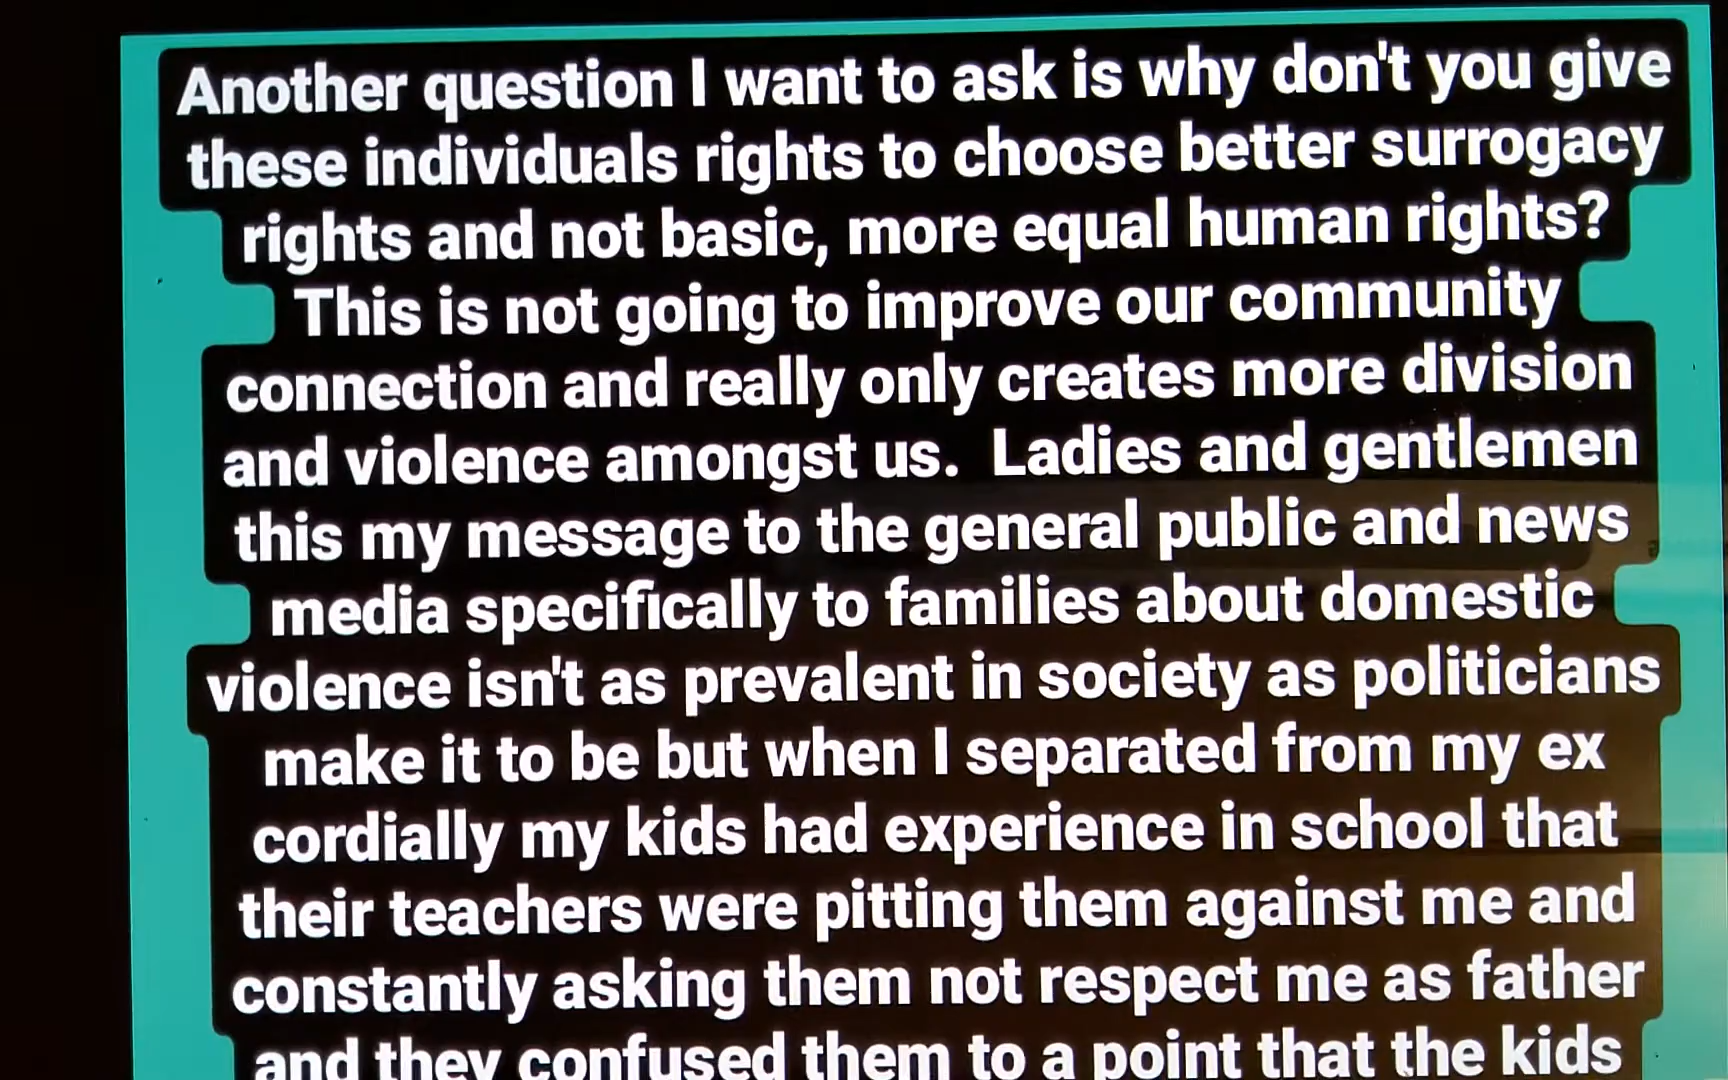 Another question I want to ask is why don't you give
these individuals rights to choose better surrogacy
rights and not basic, more equal human rights?
This is not going to improve our community
connection and really only creates more division
and violence amongst us.  Ladies and gentlemen
this my message to the general public and news
media specifically to families about domestic
violence isn't as prevalent in society as politicians
make it to be but when I separated from my ex
cordially my kids had experience in school that
their teachers were pitting them against me and
constantly asking them not respect me as father
and they confused them to a point that the kids